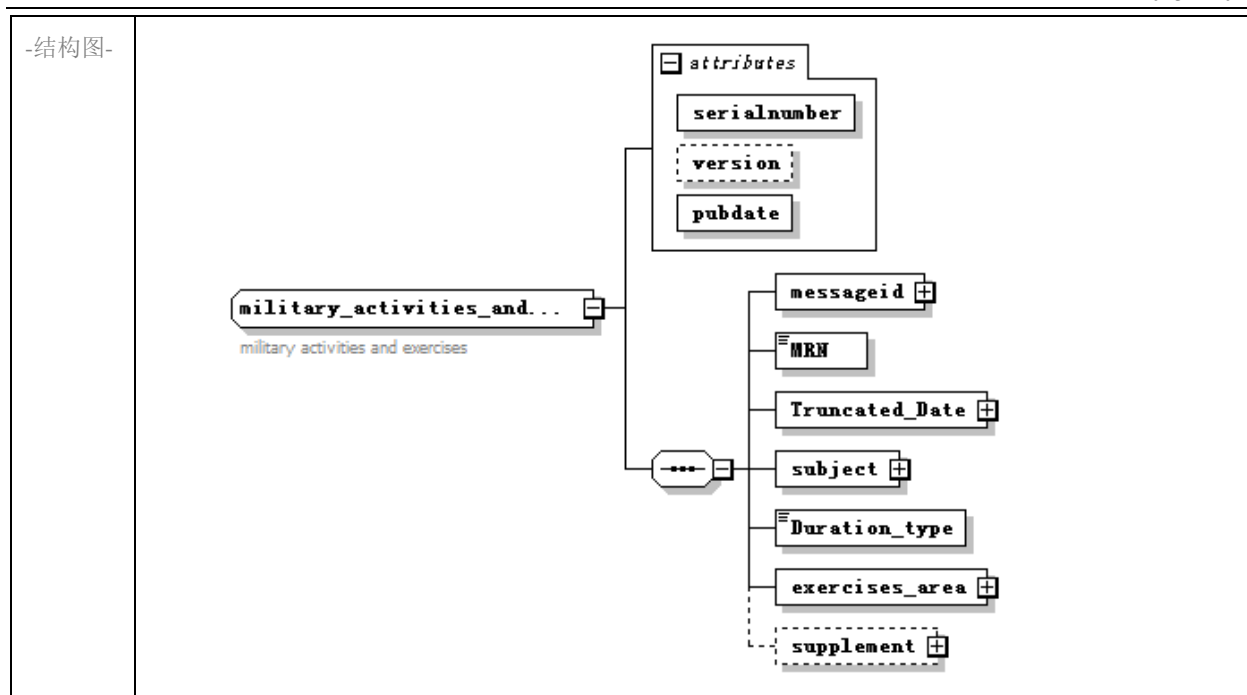 -结构图-
attributes
serialnumber
version
pubdate
military_activities_and...
military activities and exercises
messageid
MRN
Truncated_Date
subject
Duration_type
exercises_area
supplement